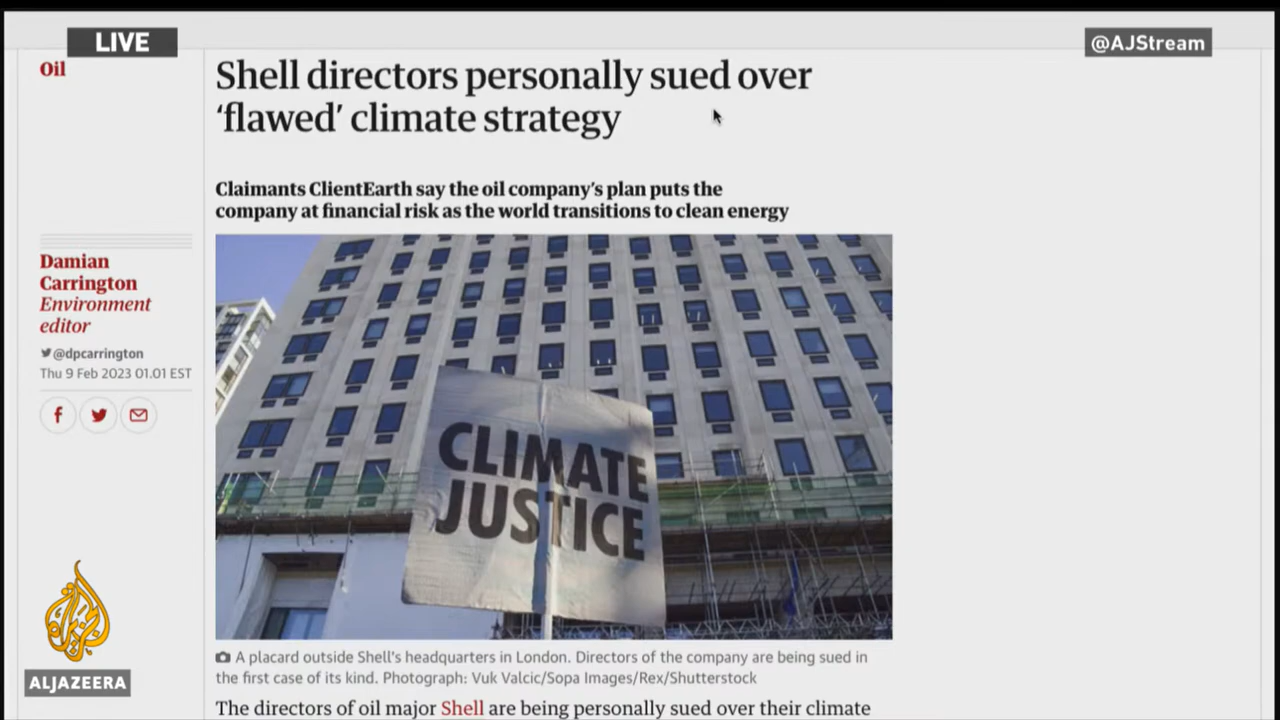 LIVE
@AJStream
Oil
Shell directors personally sued over
‘flawed’ climate strategy
Claimants ClientEarth say the oil company’s plan puts the
company at financial risk as the world transitions to clean energy
Damian
Carrington
Environment
editor
@dpcarrington
Thu 9 Feb 2023 01.01 EST
CLIMATE
JUSTICE
A placard outside Shell’s headquarters in London. Directors of the company are being sued in
the first case of its kind. Photograph: Vuk Valcic/Sopa Images/Rex/Shutterstock
The directors of oil major Shell are being personally sued over their climate
الجزيرة
ALJAZEERA